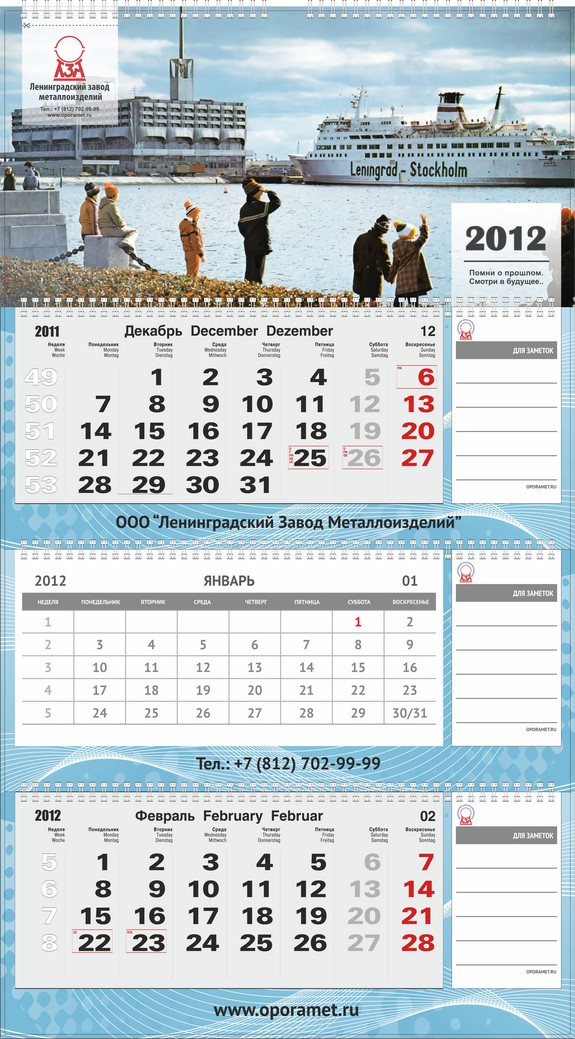 ЛЗМ
Ленинградский завод
металлоизделий
Тел.: +7 (812) 702-99-99
www.oporamet.ru
Leningrad - Stockholm
2012
Помни о прошлом.
Смотри в будущее..
2011 Декабрь December Dezember 12
Неделя Понедельник Вторник Среда Четверг Пятница Суббота Воскресенье
Week Monday Tuesday Wednesday Thursday Friday Saturday Sunday
Woche Montag Dienstag Mittwoch Donnerstag Freitag Samstag Sonntag
49 1 2 3 4 5 6
50 7 8 9 10 11 12 13
51 14 15 16 17 18 19 20
52 21 22 23 24 25 26 27
53 28 29 30 31
ДЛЯ ЗАМЕТОК
OPORAMET.RU
ООО “Ленинградский Завод Металлоизделий”
2012 ЯНВАРЬ 01
НЕДЕЛЯ ПОНЕДЕЛЬНИК ВТОРНИК СРЕДА ЧЕТВЕРГ ПЯТНИЦА СУББОТА ВОСКРЕСЕНЬЕ
1 1 2
2 3 4 5 6 7 8 9
3 10 11 12 13 14 15 16
4 17 18 19 20 21 22 23
5 24 25 26 27 28 29 30/31
ДЛЯ ЗАМЕТОК
OPORAMET.RU
Тел.: +7 (812) 702-99-99
2012 Февраль February Februar 02
Неделя Понедельник Вторник Среда Четверг Пятница Суббота Воскресенье
Week Monday Tuesday Wednesday Thursday Friday Saturday Sunday
Woche Montag Dienstag Mittwoch Donnerstag Freitag Samstag Sonntag
5 1 2 3 4 5 6 7
6 8 9 10 11 12 13 14
7 15 16 17 18 19 20 21
8 22 23 24 25 26 27 28
ДЛЯ ЗАМЕТОК
OPORAMET.RU
www.oporamet.ru